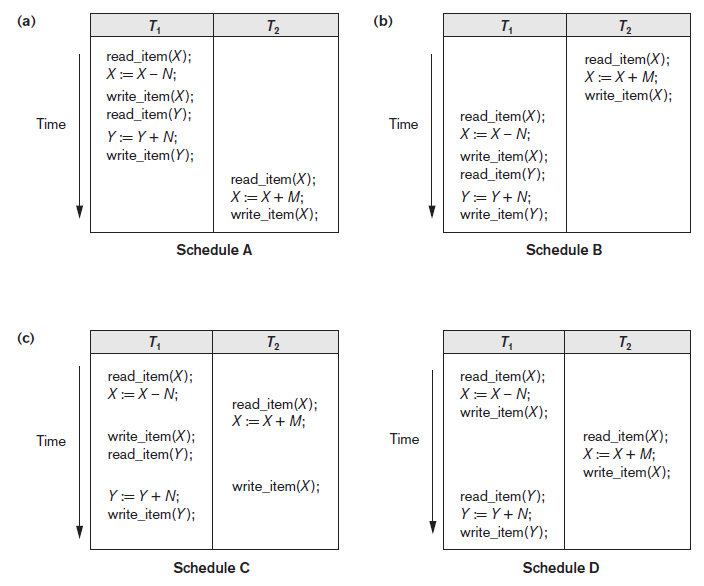 (a)
T1 T2
read_item(X);
X := X – N;
write_item(X);
read_item(Y);
Time
Y := Y + N;
write_item(Y);
read_item(X);
X := X + M;
write_item(X);
Schedule A
(b)
T1 T2
read_item(X);
X := X + M;
write_item(X);
Time
read_item(X);
X := X – N;
write_item(X);
read_item(Y);
Y := Y + N;
write_item(Y);
Schedule B
(c)
T1 T2
read_item(X);
X := X – N;
read_item(X);
X := X + M;
Time
write_item(X);
read_item(Y);
write_item(X);
Y := Y + N;
write_item(Y);
Schedule C
T1 T2
read_item(X);
X := X – N;
write_item(X);
Time
read_item(X);
X := X + M;
write_item(X);
read_item(Y);
Y := Y + N;
write_item(Y);
Schedule D